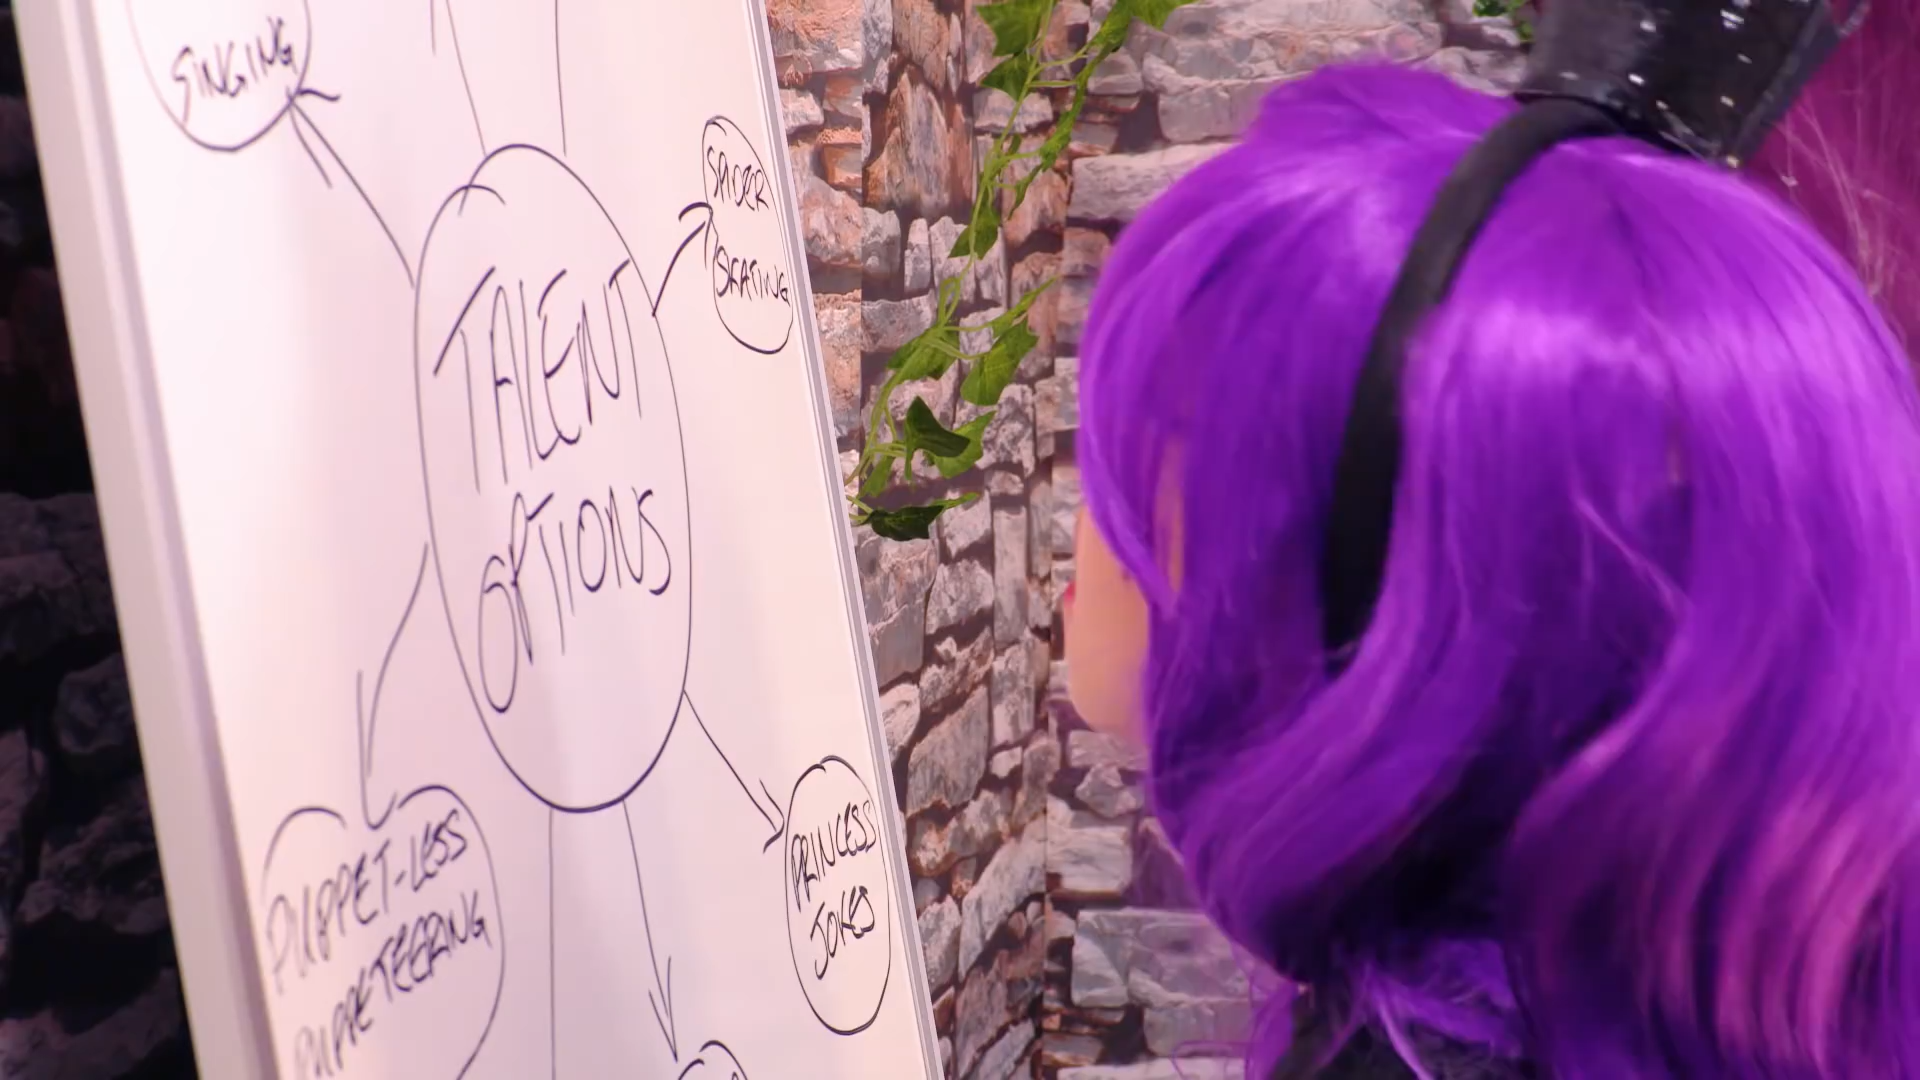 SINGING
SPIDER
SKATING
TALENT
OPTIONS
PUPPET-LESS
PUPPETEERING
PRINCESS
JOKES